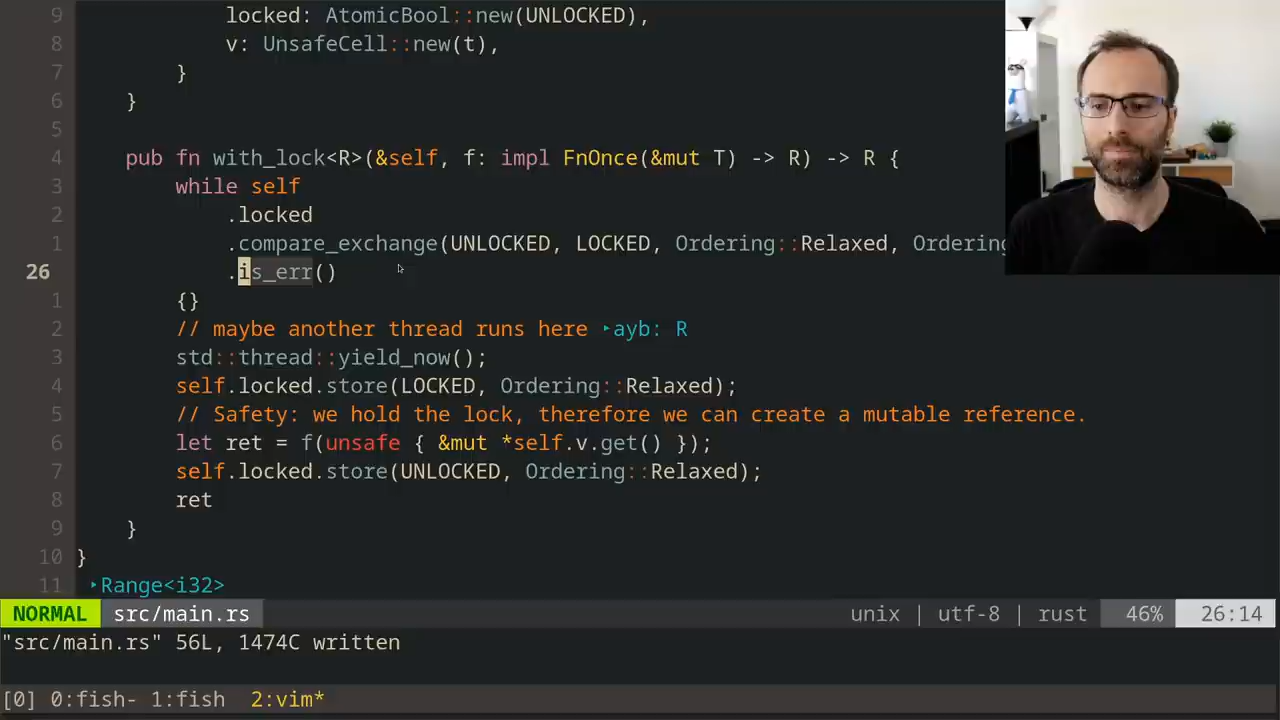 9 locked: AtomicBool::new(UNLOCKED),
8 v: UnsafeCell::new(t),
7 }
6 }
5
4 pub fn with_lock<R>(&self, f: impl FnOnce(&mut T) -> R) -> R {
3 while self
2 .locked
1 .compare_exchange(UNLOCKED, LOCKED, Ordering::Relaxed, Ordering
26 .is_err()
1 {}
2 // maybe another thread runs here ▸ayb: R
3 std::thread::yield_now();
4 self.locked.store(LOCKED, Ordering::Relaxed);
5 // Safety: we hold the lock, therefore we can create a mutable reference.
6 let ret = f(unsafe { &mut *self.v.get() });
7 self.locked.store(UNLOCKED, Ordering::Relaxed);
8 ret
9 }
10 }
11 ▸Range<i32>
NORMAL src/main.rs unix | utf-8 | rust 46% 26:14
"src/main.rs" 56L, 1474C written
[0] 0:fish- 1:fish 2:vim*